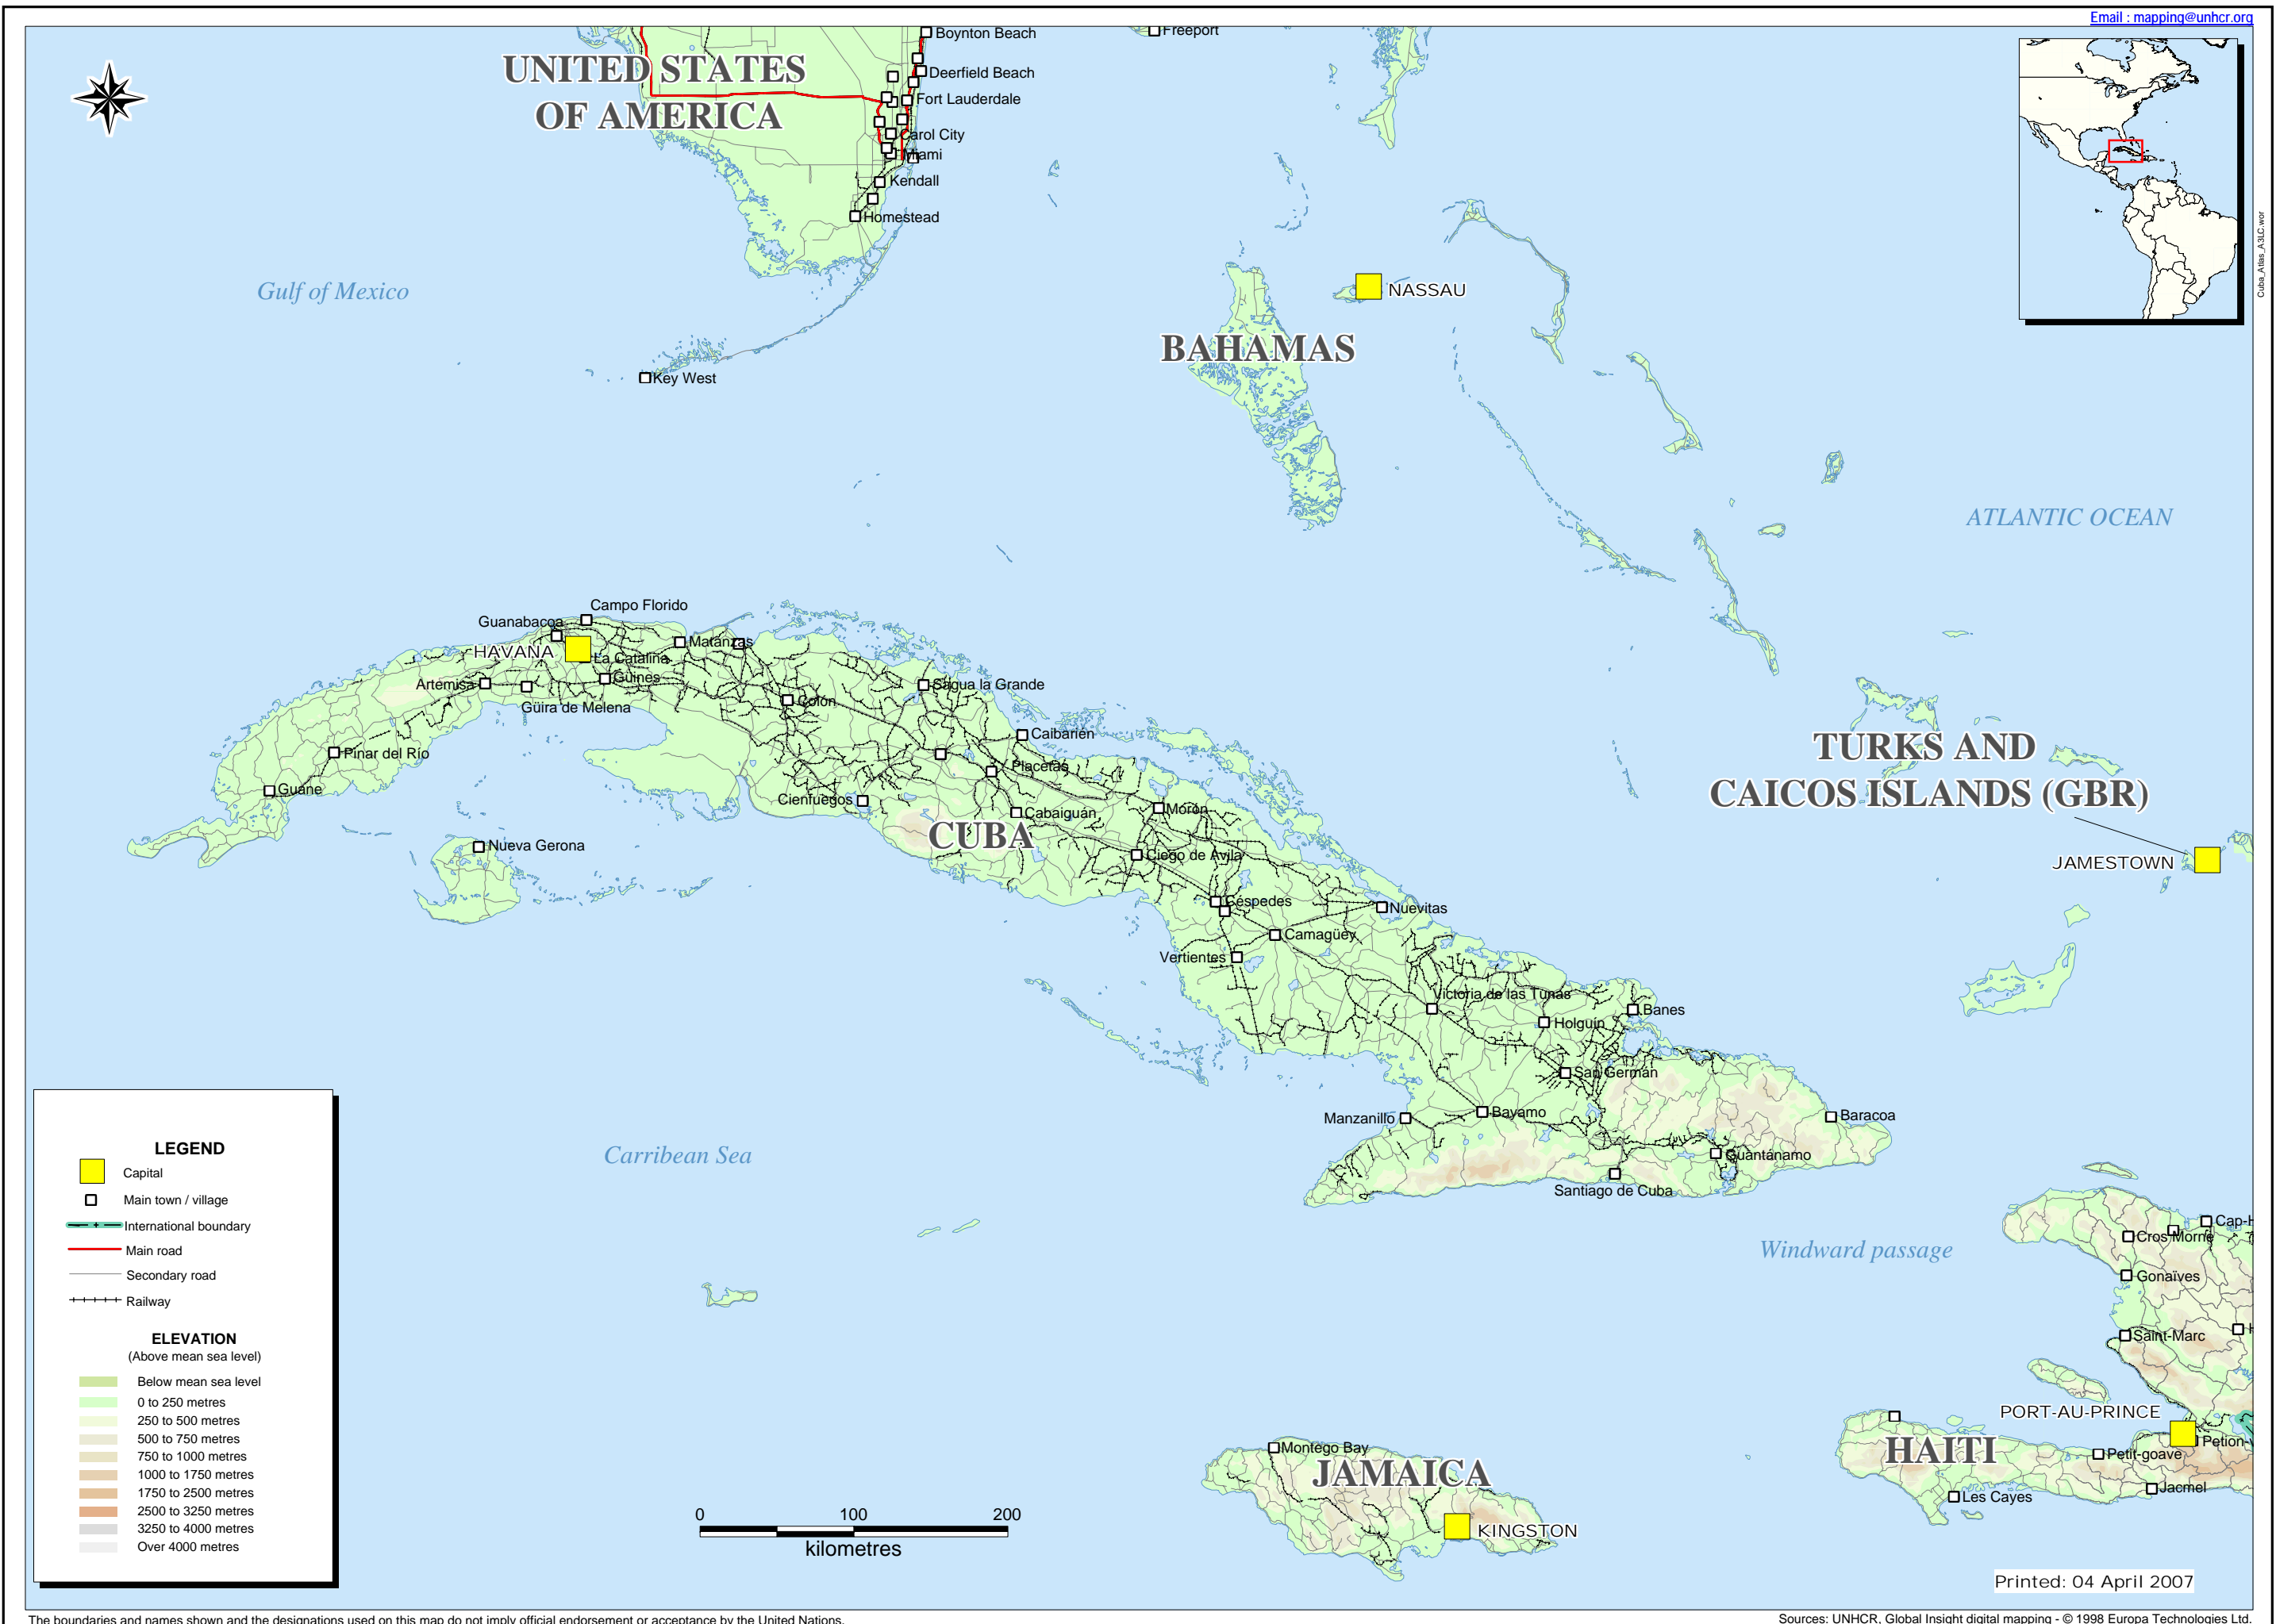 Email : mapping@unhcr.org
Boynton Beach
Freeport
UNITED STATES
OF AMERICA
Deerfield Beach
Fort Lauderdale
Carol City
Miami
Kendall
Homestead
Cuba_Atlas_A3LC.wor
Gulf of Mexico
NASSAU
BAHAMAS
Key West
ATLANTIC OCEAN
Campo Florido
Guanabacoa
HAVANA
Matanzas
La Catalina
Artemisa
Güines
Sagua la Grande
Güira de Melena
Colón
Caibarién
Pinar del Río
Placetas
TURKS AND
CAICOS ISLANDS (GBR)
Guane
Cienfuegos
Morón
Cabaiguán
CUBA
Nueva Gerona
Ciego de Avila
JAMESTOWN
Céspedes
Nuevitas
Camagüey
Vertientes
Victoria de las Tunas
Banes
Holguín
San Germán
Manzanillo
Bayamo
Baracoa
Carribean Sea
Guantánamo
Santiago de Cuba
Windward passage
Cap-H
Cros Morne
Gonaïves
Saint-Marc
H
PORT-AU-PRINCE
Petion-v
HAITI
Petit-goave
Jacmel
Les Cayes
Montego Bay
JAMAICA
KINGSTON
LEGEND
Capital
Main town / village
International boundary
Main road
Secondary road
Railway
ELEVATION
(Above mean sea level)
Below mean sea level
0 to 250 metres
250 to 500 metres
500 to 750 metres
750 to 1000 metres
1000 to 1750 metres
1750 to 2500 metres
2500 to 3250 metres
3250 to 4000 metres
Over 4000 metres
0 100 200
kilometres
Printed: 04 April 2007
The boundaries and names shown and the designations used on this map do not imply official endorsement or acceptance by the United Nations.
Sources: UNHCR, Global Insight digital mapping - © 1998 Europa Technologies Ltd.